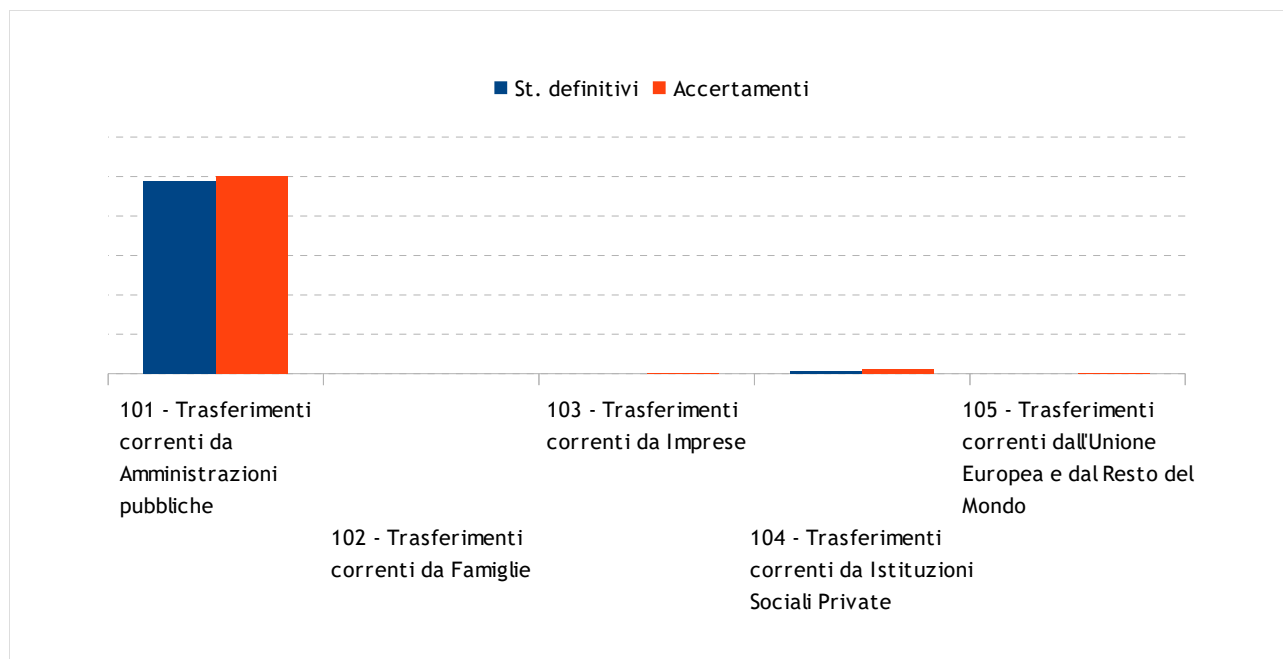 St. definitivi Accertamenti
101 - Trasferimenti
correnti da
Amministrazioni
pubbliche
102 - Trasferimenti
correnti da Famiglie
103 - Trasferimenti
correnti da Imprese
104 - Trasferimenti
correnti da Istituzioni
Sociali Private
105 - Trasferimenti
correnti dall'Unione
Europea e dal Resto del
Mondo